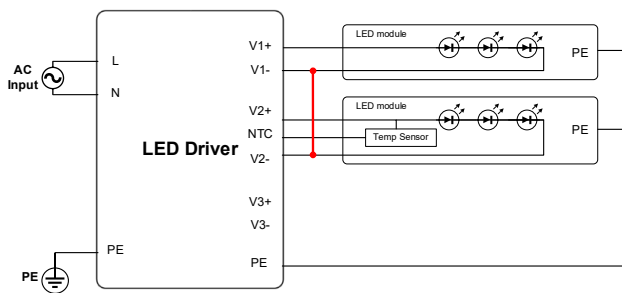 AC
Input
L
N
PE
PE
LED Driver
V1+
V1-
V2+
NTC
V2-
V3+
V3-
PE
LED module
PE
LED module
Temp Sensor
PE